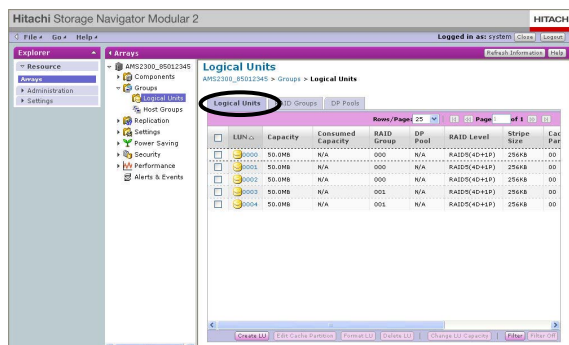 Hitachi Storage Navigator Modular 2
HITACH
File Go Help
Logged in as: system Close Logout
Explorer
Arrays
Refresh Information Help
Resource
Arrays
Administration
Settings
AMS2300_85012345
Components
Groups
Logical Units
Host Groups
Replication
Settings
Power Saving
Security
Performance
Alerts & Events
Logical Units
AMS2300_85012345 > Groups > Logical Units
Logical Units RAID Groups DP Pools
Rows/Page: 25 Page 1 of 1
LUN Capacity Consumed Capacity RAID Group DP Pool RAID Level Stripe Size Cac Par
0000 50.0MB N/A 000 N/A RAID5(4D+1P) 256KB 00
0001 50.0MB N/A 000 N/A RAID5(4D+1P) 256KB 00
0002 50.0MB N/A 000 N/A RAID5(4D+1P) 256KB 00
0003 50.0MB N/A 001 N/A RAID5(4D+1P) 256KB 00
0004 50.0MB N/A 001 N/A RAID5(4D+1P) 256KB 00
Create LU Edit Cache Partition Format LU Delete LU Change LU Capacity Filter Filter Off